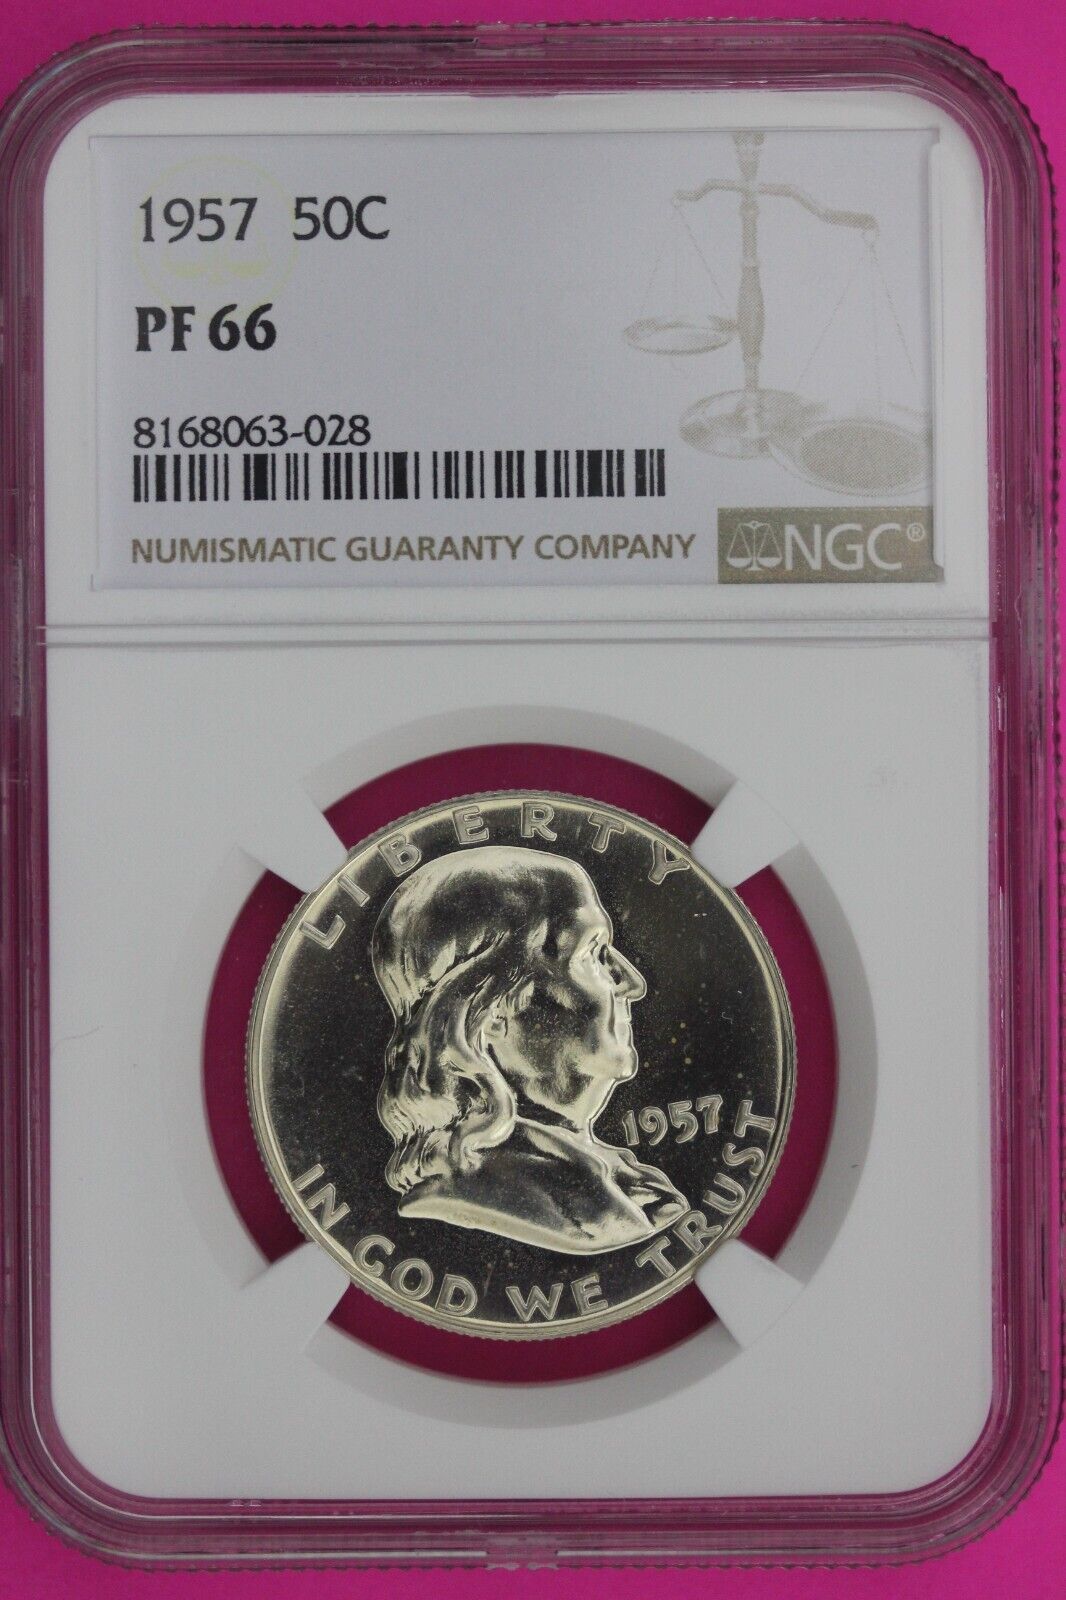 1957 50C
PF 66
8168063-028
NUMISMATIC GUARANTY COMPANY
NGC®
LIBERTY
1957
IN GOD WE TRUST